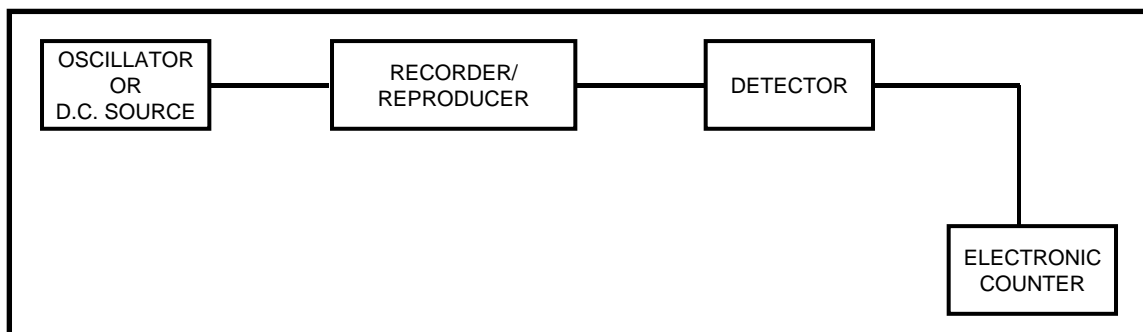 OSCILLATOR
OR
D.C. SOURCE
RECORDER/
REPRODUCER
DETECTOR
ELECTRONIC
COUNTER